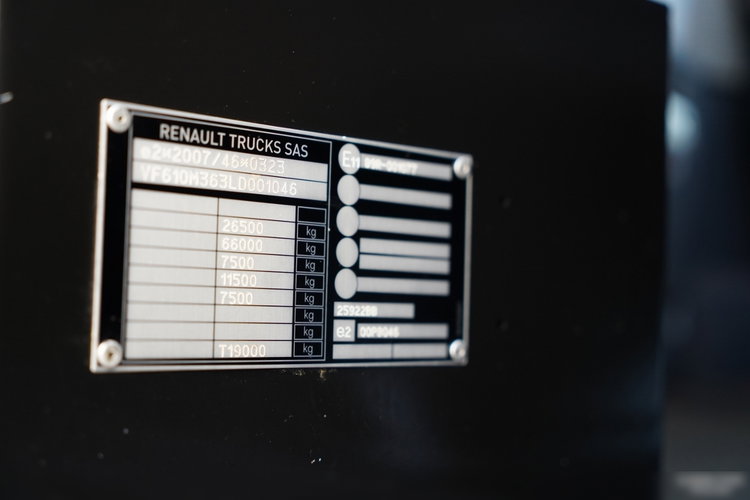 RENAULT TRUCKS SAS
e2*2007/46*0323
VF610M363LD001046
26500 kg
66000 kg
7500 kg
11500 kg
7500 kg
kg
kg
T19000 kg
E11
e2